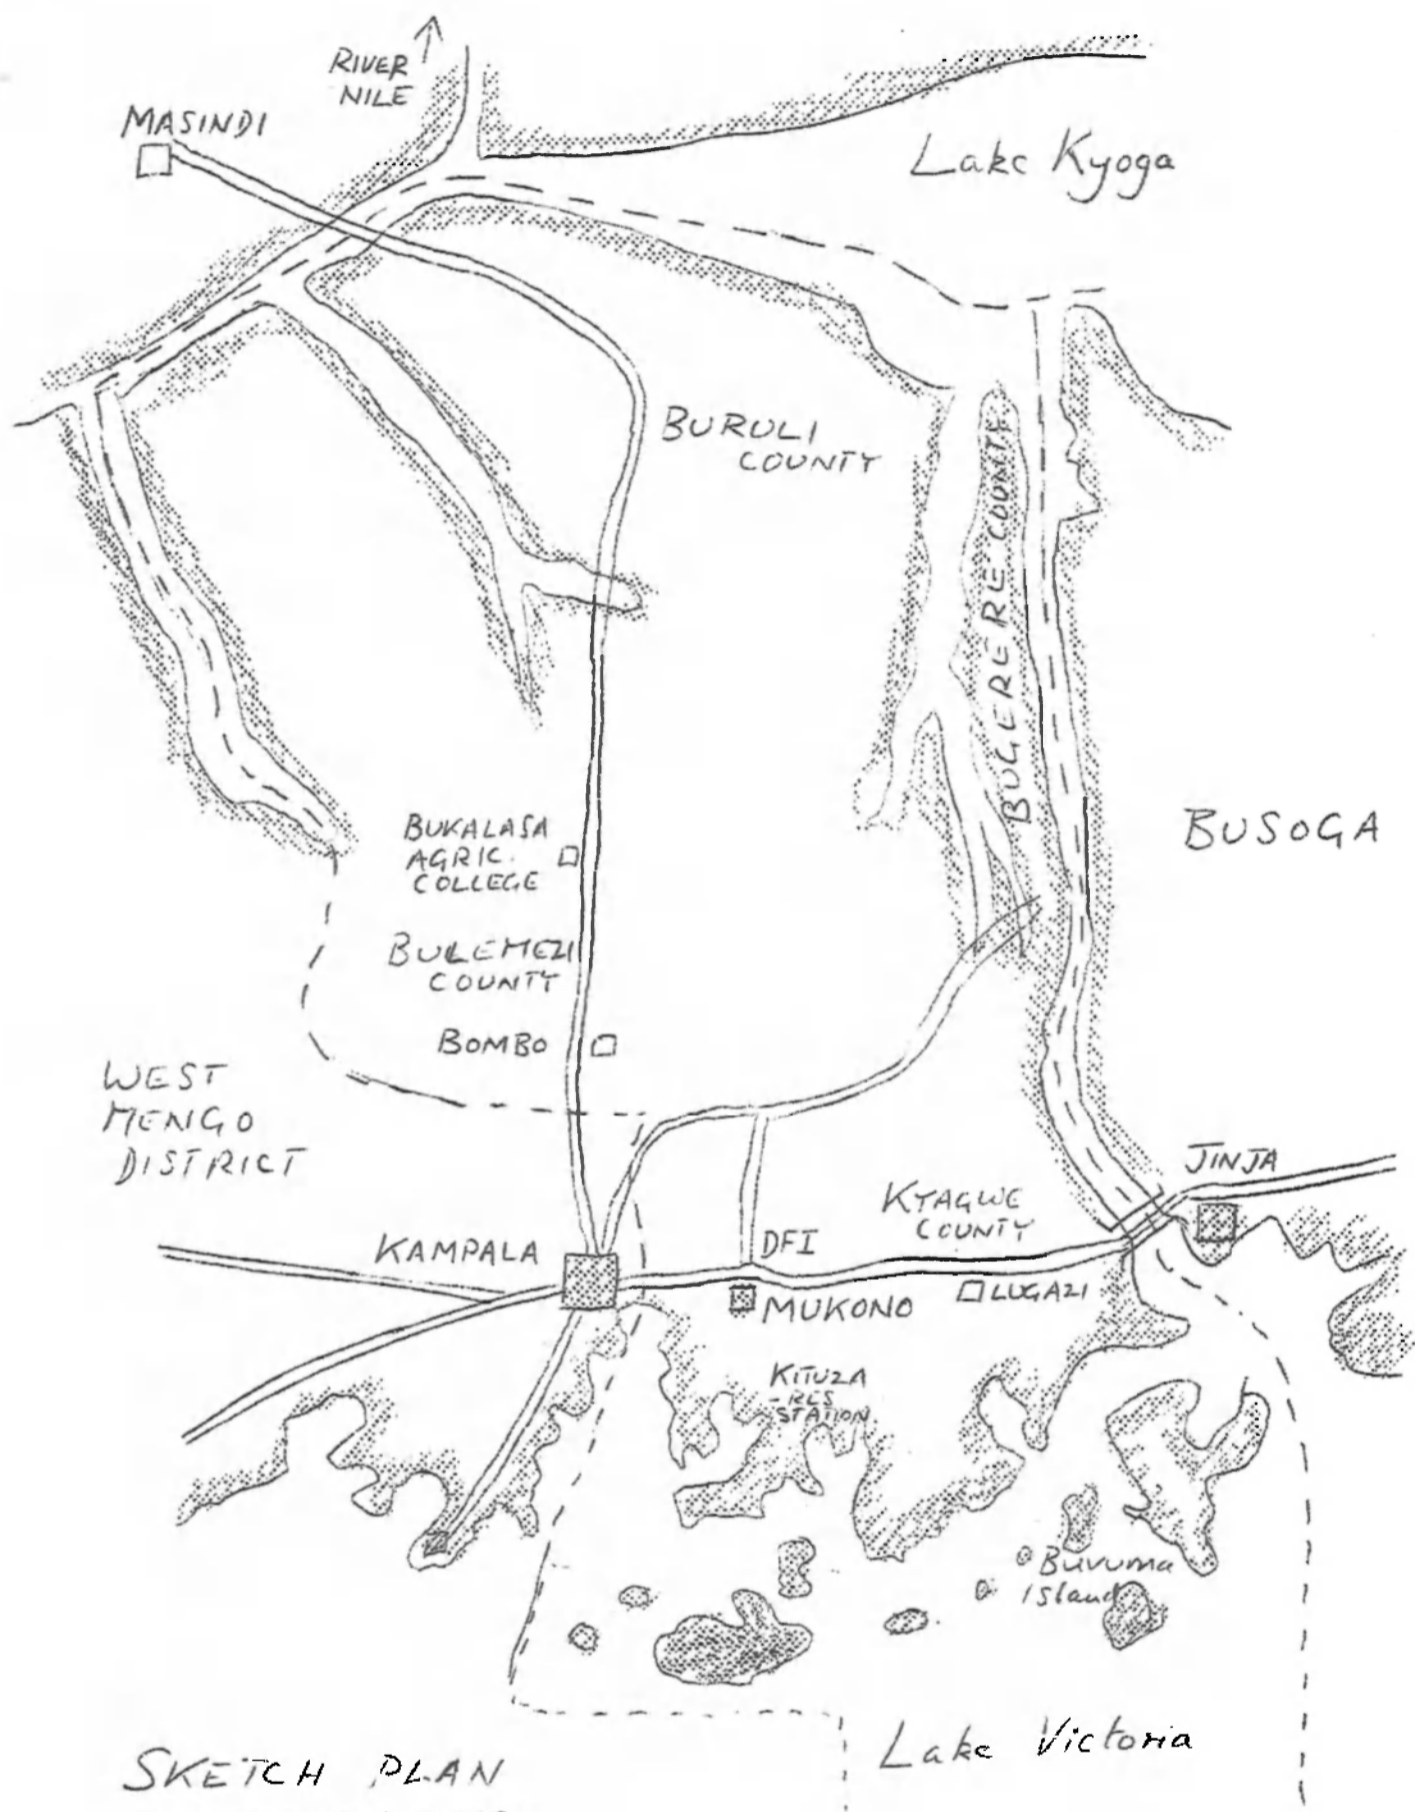 RIVER
NILE
MASINDI
Lake Kyoga
BURULI
COUNTY
BUGERERE COUNTY
BUKALASA
AGRIC.
COLLEGE
BUSOGA
BULEMEZI
COUNTY
BOMBO
WEST
MENGO
DISTRICT
JINJA
KYAGWE
COUNTY
KAMPALA
DFI
LUGAZI
MUKONO
KITUZA
-RES
STATION
Buvuma
Island
Lake Victoria
SKETCH PLAN